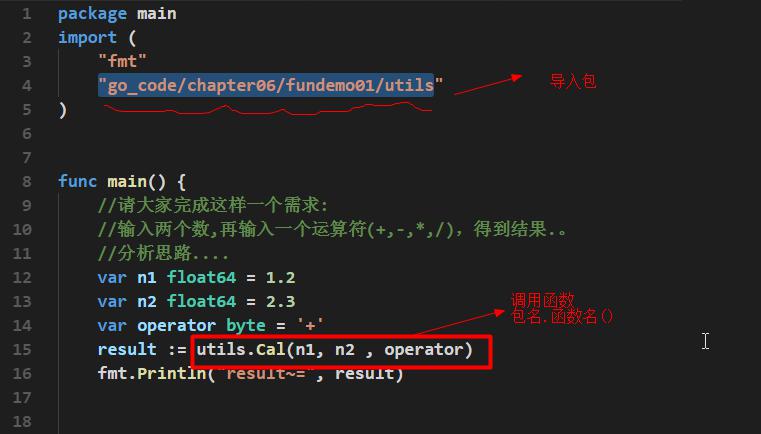 1 package main
2 import (
3 "fmt"
4 "go_code/chapter06/fundemo01/utils" 导入包
5 )
6
7
8 func main() {
9 //请大家完成这样一个需求:
10 //输入两个数,再输入一个运算符(+,-,*,/)，得到结果.。
11 //分析思路....
12 var n1 float64 = 1.2
13 var n2 float64 = 2.3
调用函数
包名.函数名()
14 var operator byte = '+'
15 result := utils.Cal(n1, n2 , operator)
16 fmt.Println("result~=", result)
17
18